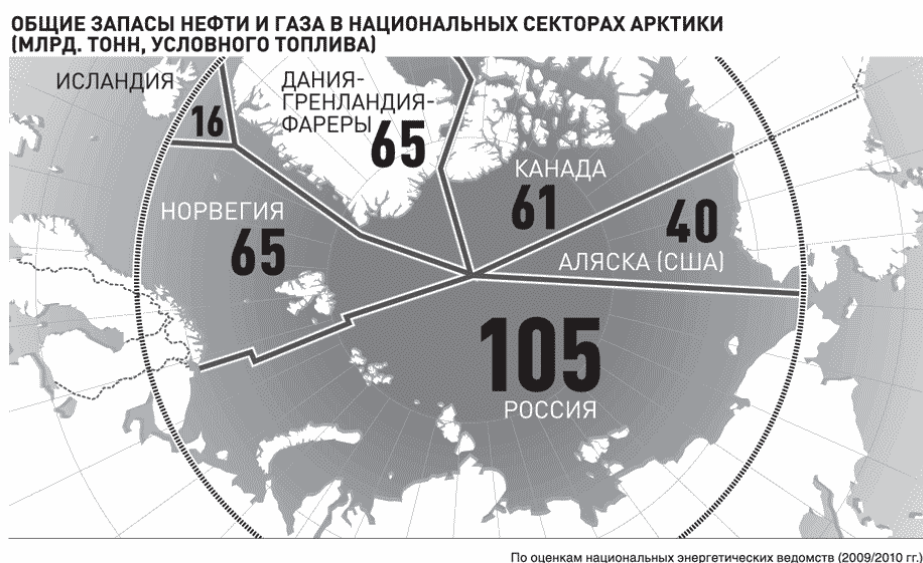 ОБЩИЕ ЗАПАСЫ НЕФТИ И ГАЗА В НАЦИОНАЛЬНЫХ СЕКТОРАХ АРКТИКИ
(МЛРД. ТОНН, УСЛОВНОГО ТОПЛИВА)
ИСЛАНДИЯ
16
ДАНИЯ-
ГРЕНЛАНДИЯ-
ФАРЕРЫ
65
КАНАДА
61
НОРВЕГИЯ
65
40
АЛЯСКА (США)
105
РОССИЯ
По оценкам национальных энергетических ведомств (2009/2010 гг.)